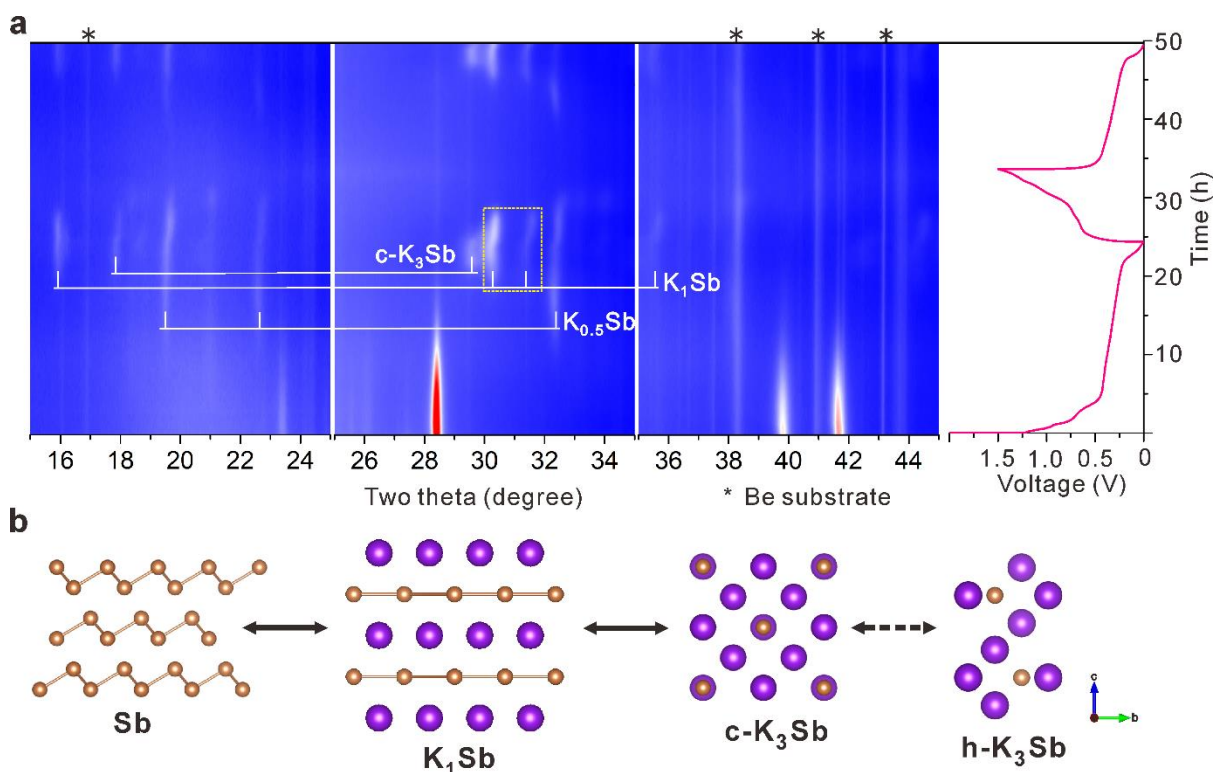 a
* * * *
50
40
30
20
10
0
Time (h)
c-K₃Sb
K₁Sb
K₀.₅Sb
16 18 20 22 24 26 28 30 32 34 36 38 40 42 44
1.5 1.0 0.5 0
Two theta (degree)
* Be substrate
Voltage (V)
b
Sb
K₁Sb
c-K₃Sb
h-K₃Sb
c
b